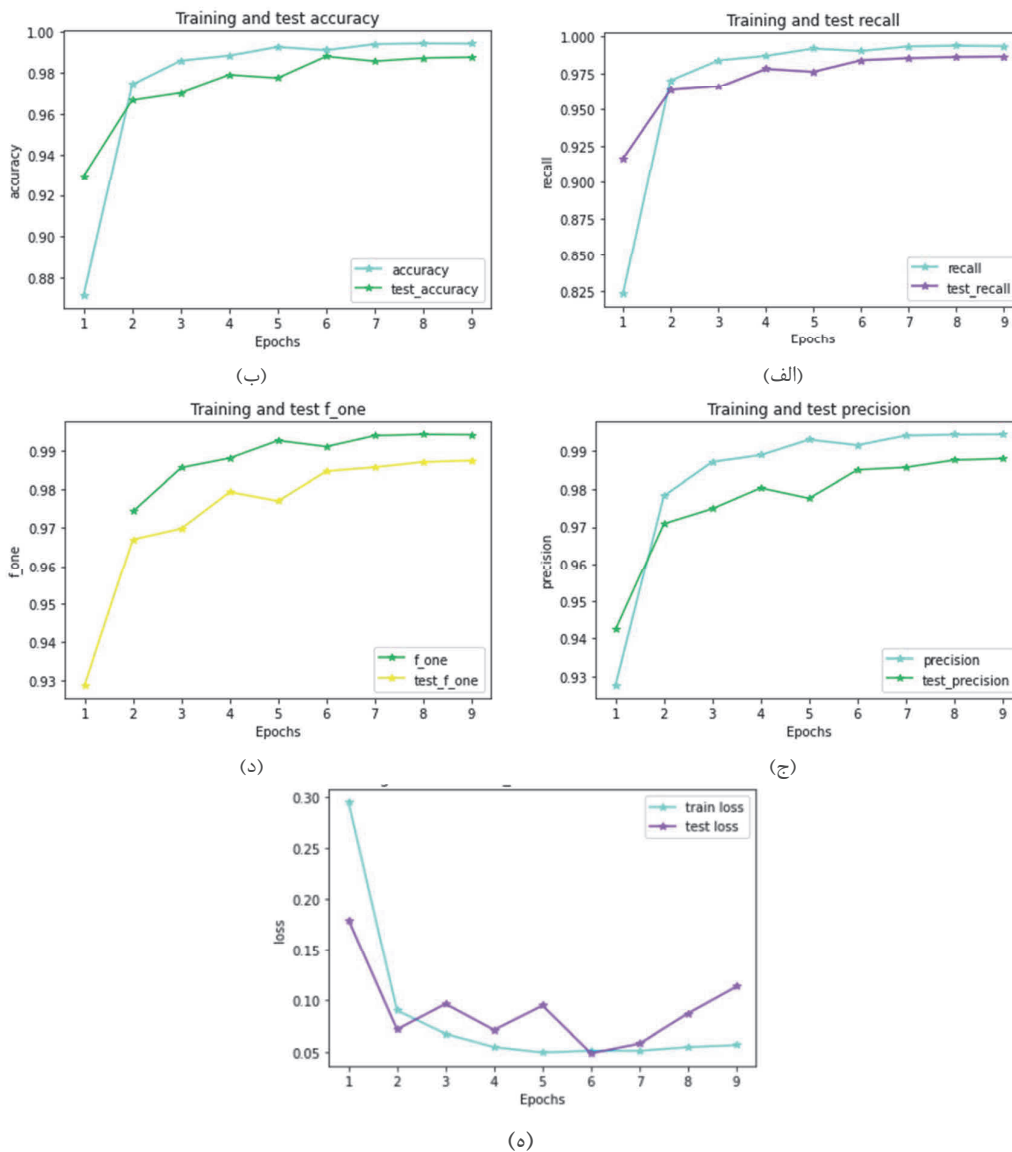 Training and test accuracy
1.00
0.98
0.96
0.94
0.92
0.90
0.88
accuracy
accuracy
test_accuracy
1 2 3 4 5 6 7 8 9
Epochs
(ب)
Training and test recall
1.000
0.975
0.950
0.925
0.900
0.875
0.850
0.825
recall
recall
test_recall
1 2 3 4 5 6 7 8 9
Epochs
(الف)
Training and test f_one
0.99
0.98
0.97
0.96
0.95
0.94
0.93
f_one
f_one
test_f_one
1 2 3 4 5 6 7 8 9
Epochs
(د)
Training and test precision
0.99
0.98
0.97
0.96
0.95
0.94
0.93
precision
precision
test_precision
1 2 3 4 5 6 7 8 9
Epochs
(ج)
0.30
0.25
0.20
0.15
0.10
0.05
loss
train loss
test loss
1 2 3 4 5 6 7 8 9
Epochs
(ه)